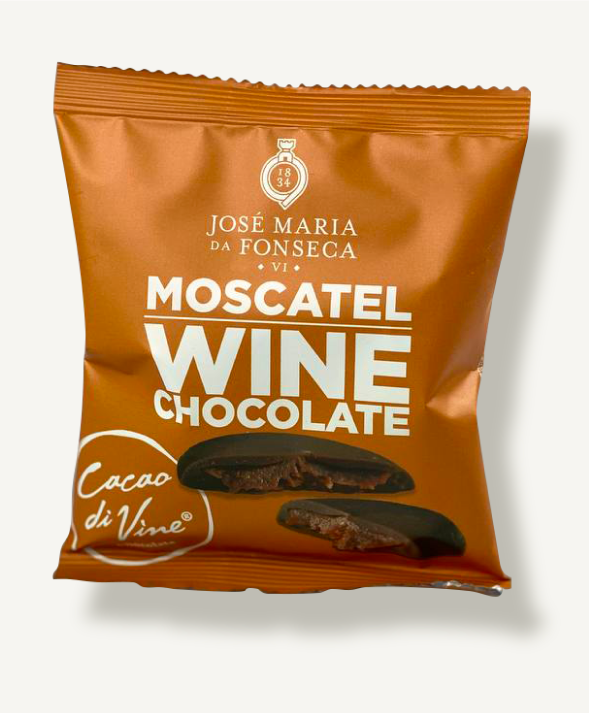 18
34
JOSÉ MARIA
DA FONSECA
• VI •
MOSCATEL
WINE
CHOCOLATE
Cacao
di Vine®